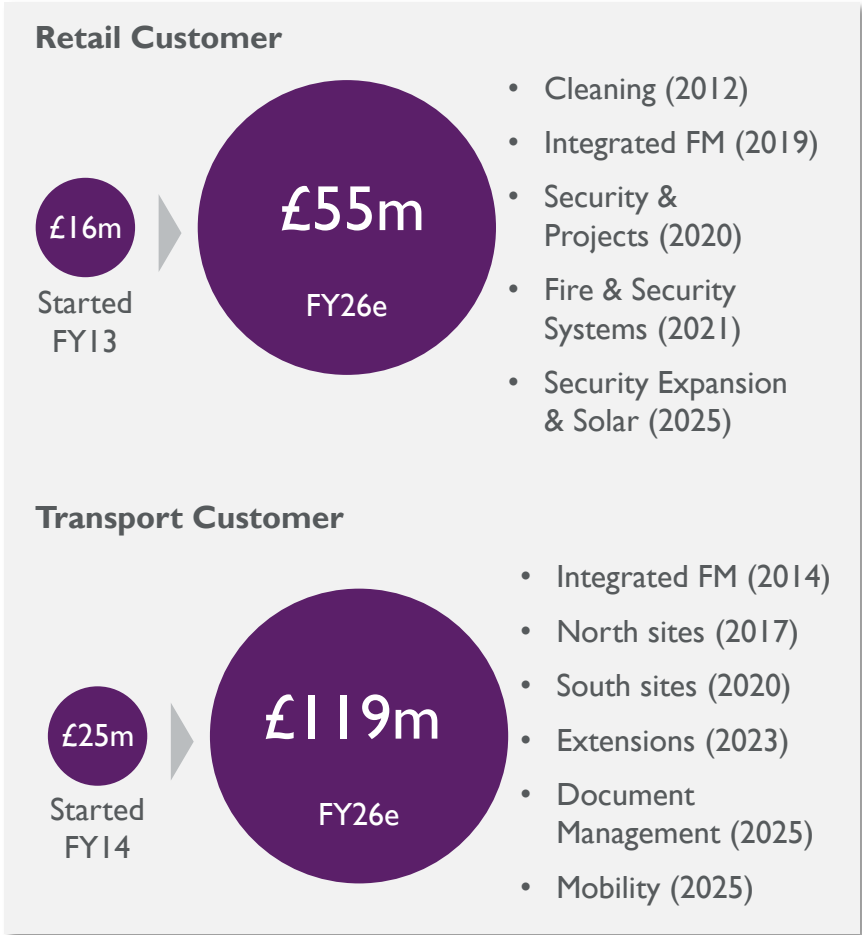 Retail Customer
£16m
Started
FY13
£55m
FY26e
• Cleaning (2012)
• Integrated FM (2019)
• Security &
Projects (2020)
• Fire & Security
Systems (2021)
• Security Expansion
& Solar (2025)
Transport Customer
£25m
Started
FY14
£119m
FY26e
• Integrated FM (2014)
• North sites (2017)
• South sites (2020)
• Extensions (2023)
• Document
Management (2025)
• Mobility (2025)